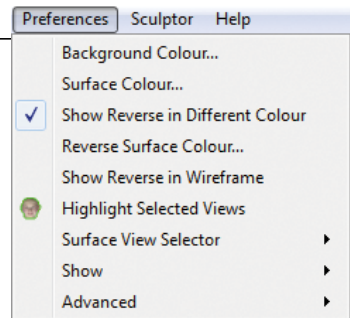 Preferences Sculptor Help
Background Colour...
Surface Colour...
Show Reverse in Different Colour
Reverse Surface Colour...
Show Reverse in Wireframe
Highlight Selected Views
Surface View Selector
Show
Advanced